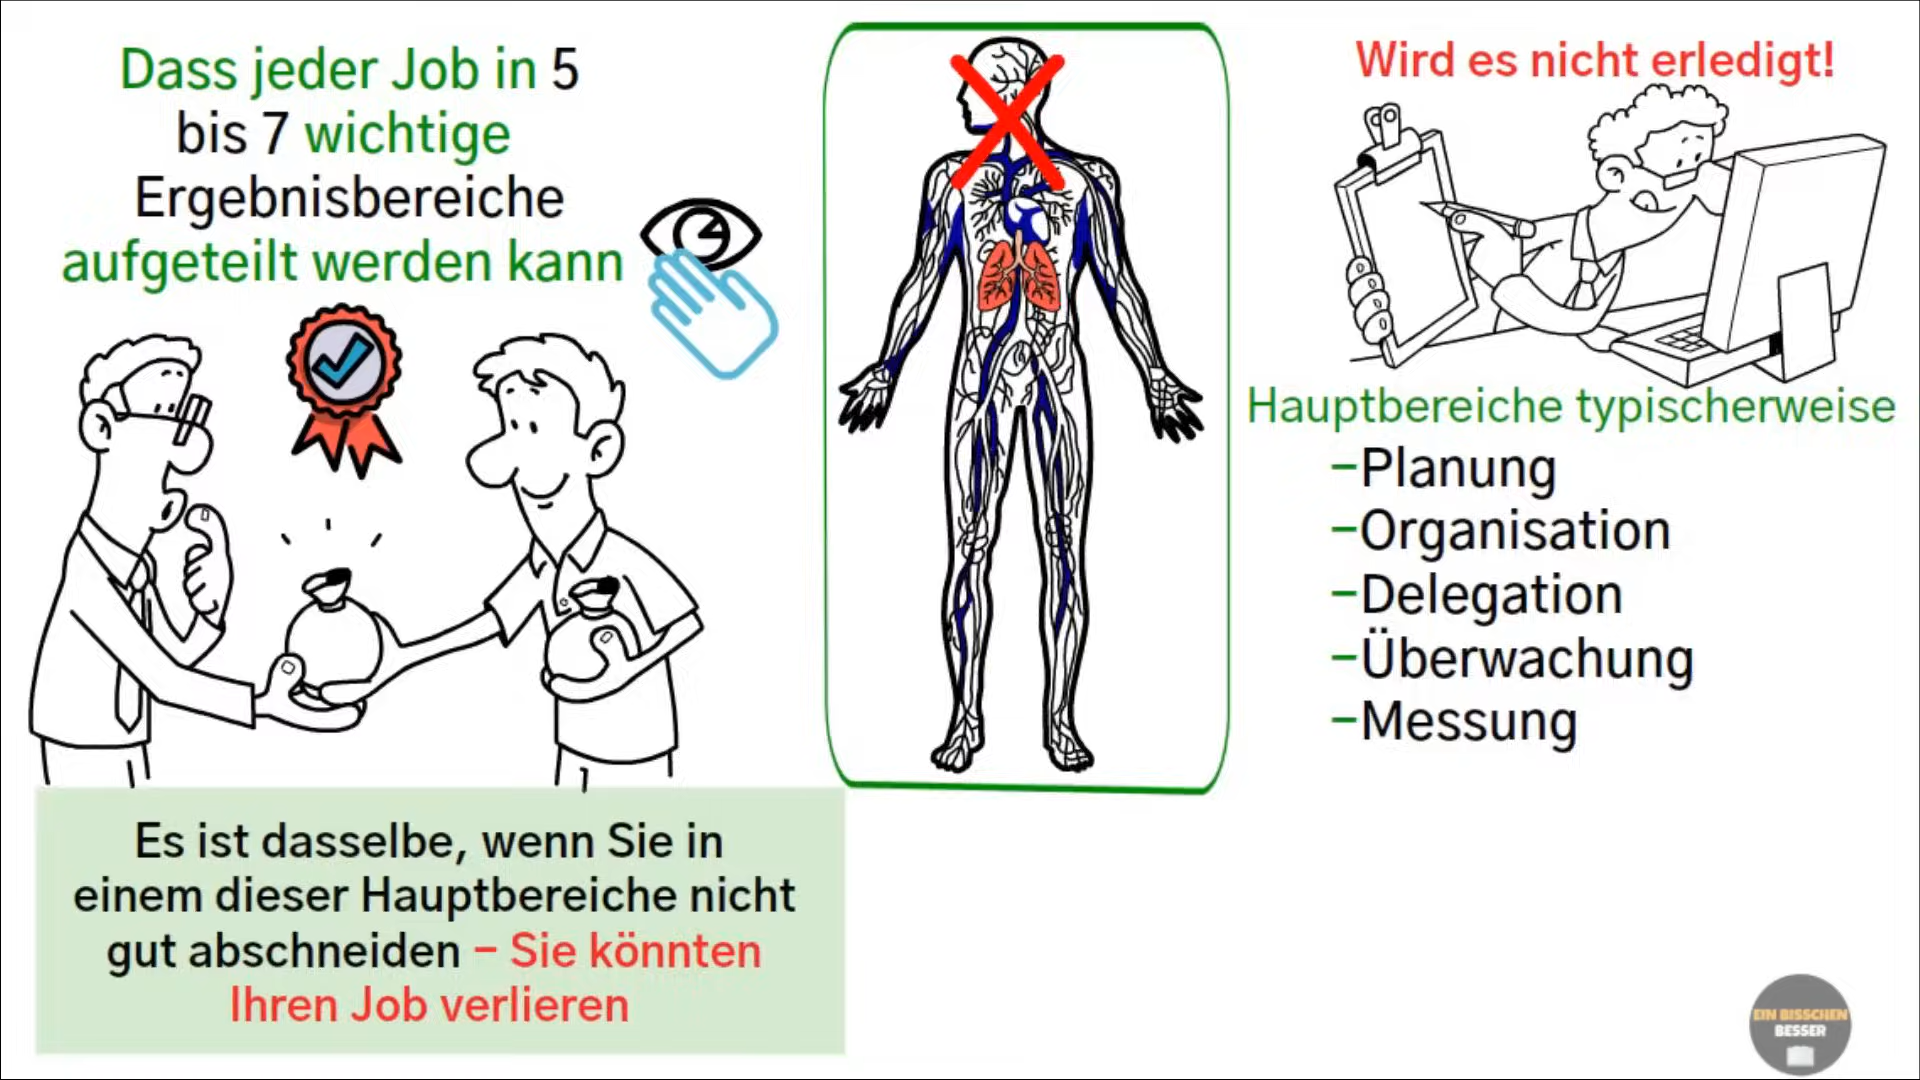 Dass jeder Job in 5
bis 7 wichtige
Ergebnisbereiche
aufgeteilt werden kann
Es ist dasselbe, wenn Sie in
einem dieser Hauptbereiche nicht
gut abschneiden – Sie könnten
Ihren Job verlieren
Wird es nicht erledigt!
Hauptbereiche typischerweise
–Planung
–Organisation
–Delegation
–Überwachung
–Messung
EIN BISSCHEN
BESSER